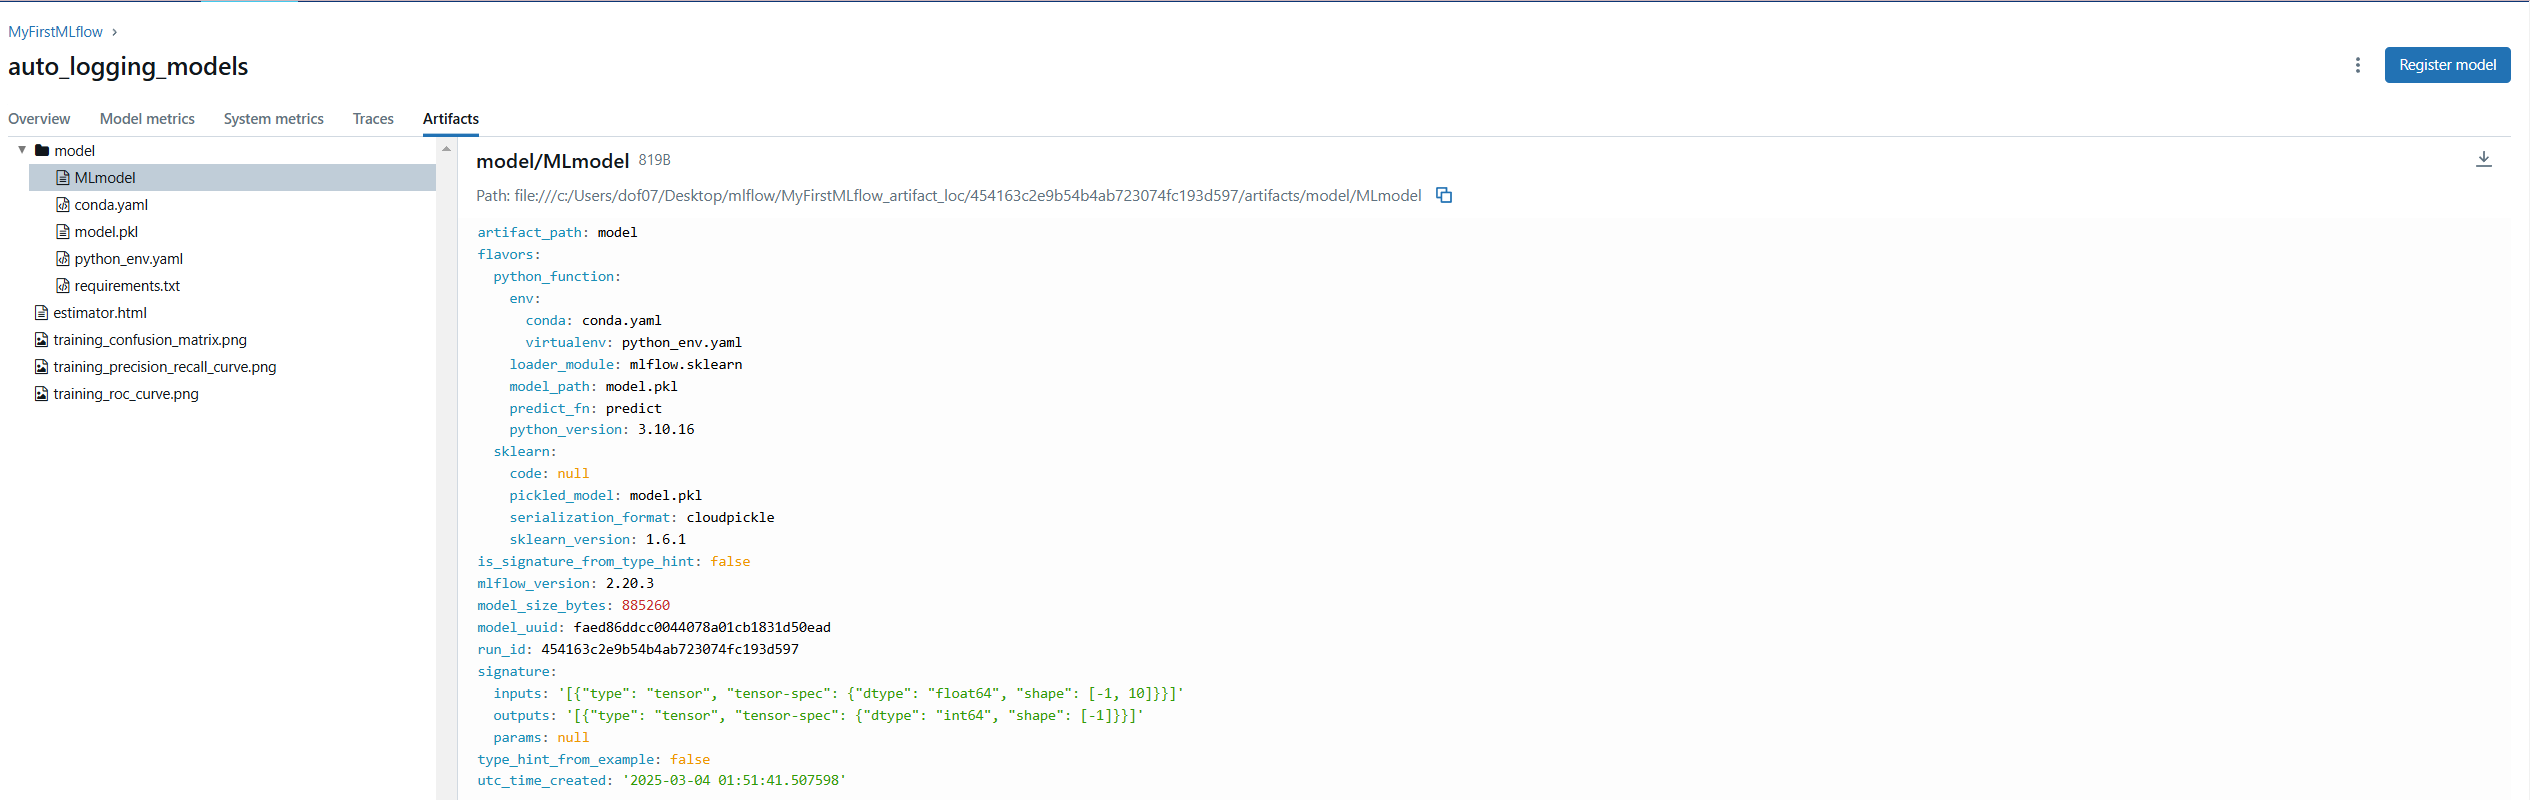 MyFirstMLflow ›
auto_logging_models
Register model
Overview Model metrics System metrics Traces Artifacts
model
MLmodel
conda.yaml
model.pkl
python_env.yaml
requirements.txt
estimator.html
training_confusion_matrix.png
training_precision_recall_curve.png
training_roc_curve.png
model/MLmodel 819B
Path: file:///c:/Users/dof07/Desktop/mlflow/MyFirstMLflow_artifact_loc/454163c2e9b54b4ab723074fc193d597/artifacts/model/MLmodel
artifact_path: model
flavors:
  python_function:
    env:
      conda: conda.yaml
      virtualenv: python_env.yaml
    loader_module: mlflow.sklearn
    model_path: model.pkl
    predict_fn: predict
    python_version: 3.10.16
  sklearn:
    code: null
    pickled_model: model.pkl
    serialization_format: cloudpickle
    sklearn_version: 1.6.1
is_signature_from_type_hint: false
mlflow_version: 2.20.3
model_size_bytes: 885260
model_uuid: faed86ddcc0044078a01cb1831d50ead
run_id: 454163c2e9b54b4ab723074fc193d597
signature:
  inputs: '[{"type": "tensor", "tensor-spec": {"dtype": "float64", "shape": [-1, 10]}}]'
  outputs: '[{"type": "tensor", "tensor-spec": {"dtype": "int64", "shape": [-1]}}]'
  params: null
type_hint_from_example: false
utc_time_created: '2025-03-04 01:51:41.507598'